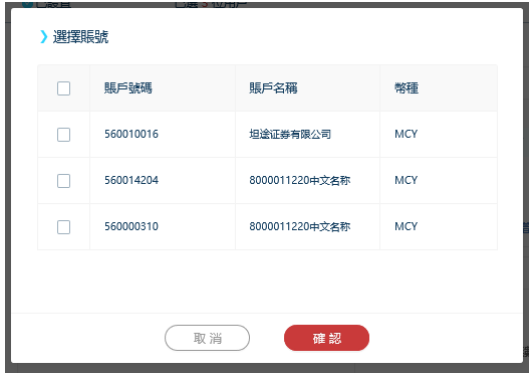 選擇賬號
賬戶號碼 賬戶名稱 幣種
560010016 坦途证券有限公司 MCY
560014204 8000011220中文名称 MCY
560000310 8000011220中文名称 MCY
取消 確認